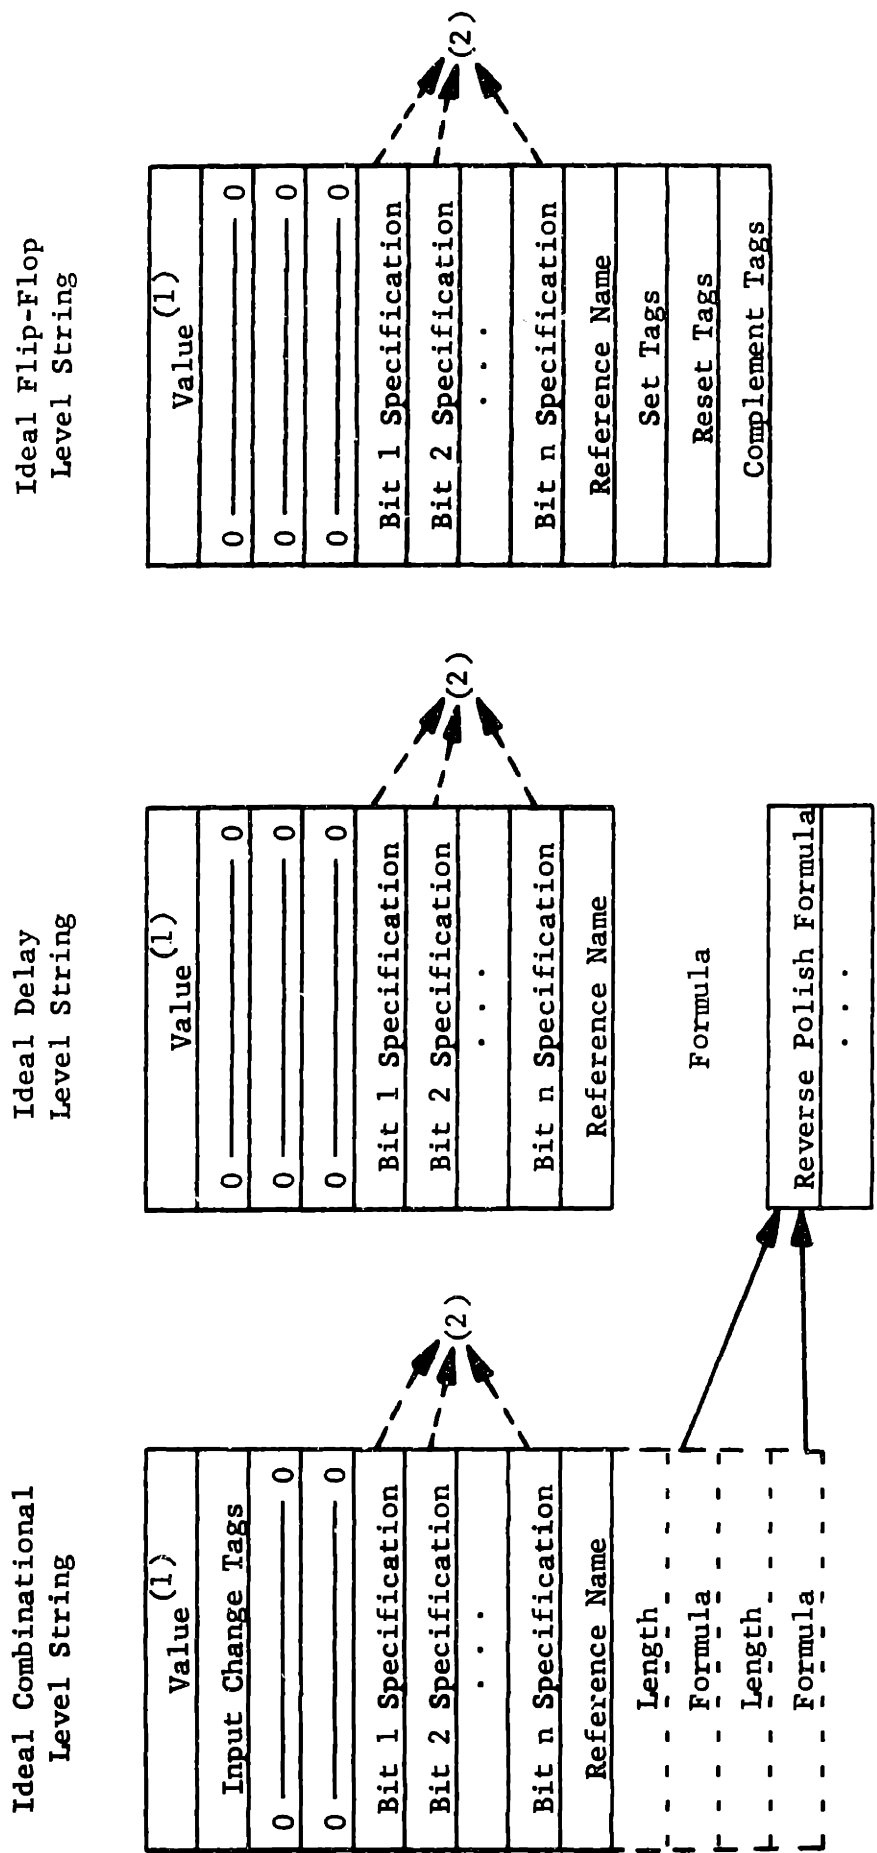 Ideal Combinational
Level String
Value (1)
Input Change Tags
0 0
0 0
Bit 1 Specification
Bit 2 Specification
. . .
Bit n Specification
Reference Name
Length
Formula
Length
Formula
(2)
Ideal Delay
Level String
Value (1)
0 0
0 0
0 0
Bit 1 Specification
Bit 2 Specification
. . .
Bit n Specification
Reference Name
(2)
Formula
Reverse Polish Formula
. . .
Ideal Flip-Flop
Level String
Value (1)
0 0
0 0
0 0
Bit 1 Specification
Bit 2 Specification
. . .
Bit n Specification
Reference Name
Set Tags
Reset Tags
Complement Tags
(2)